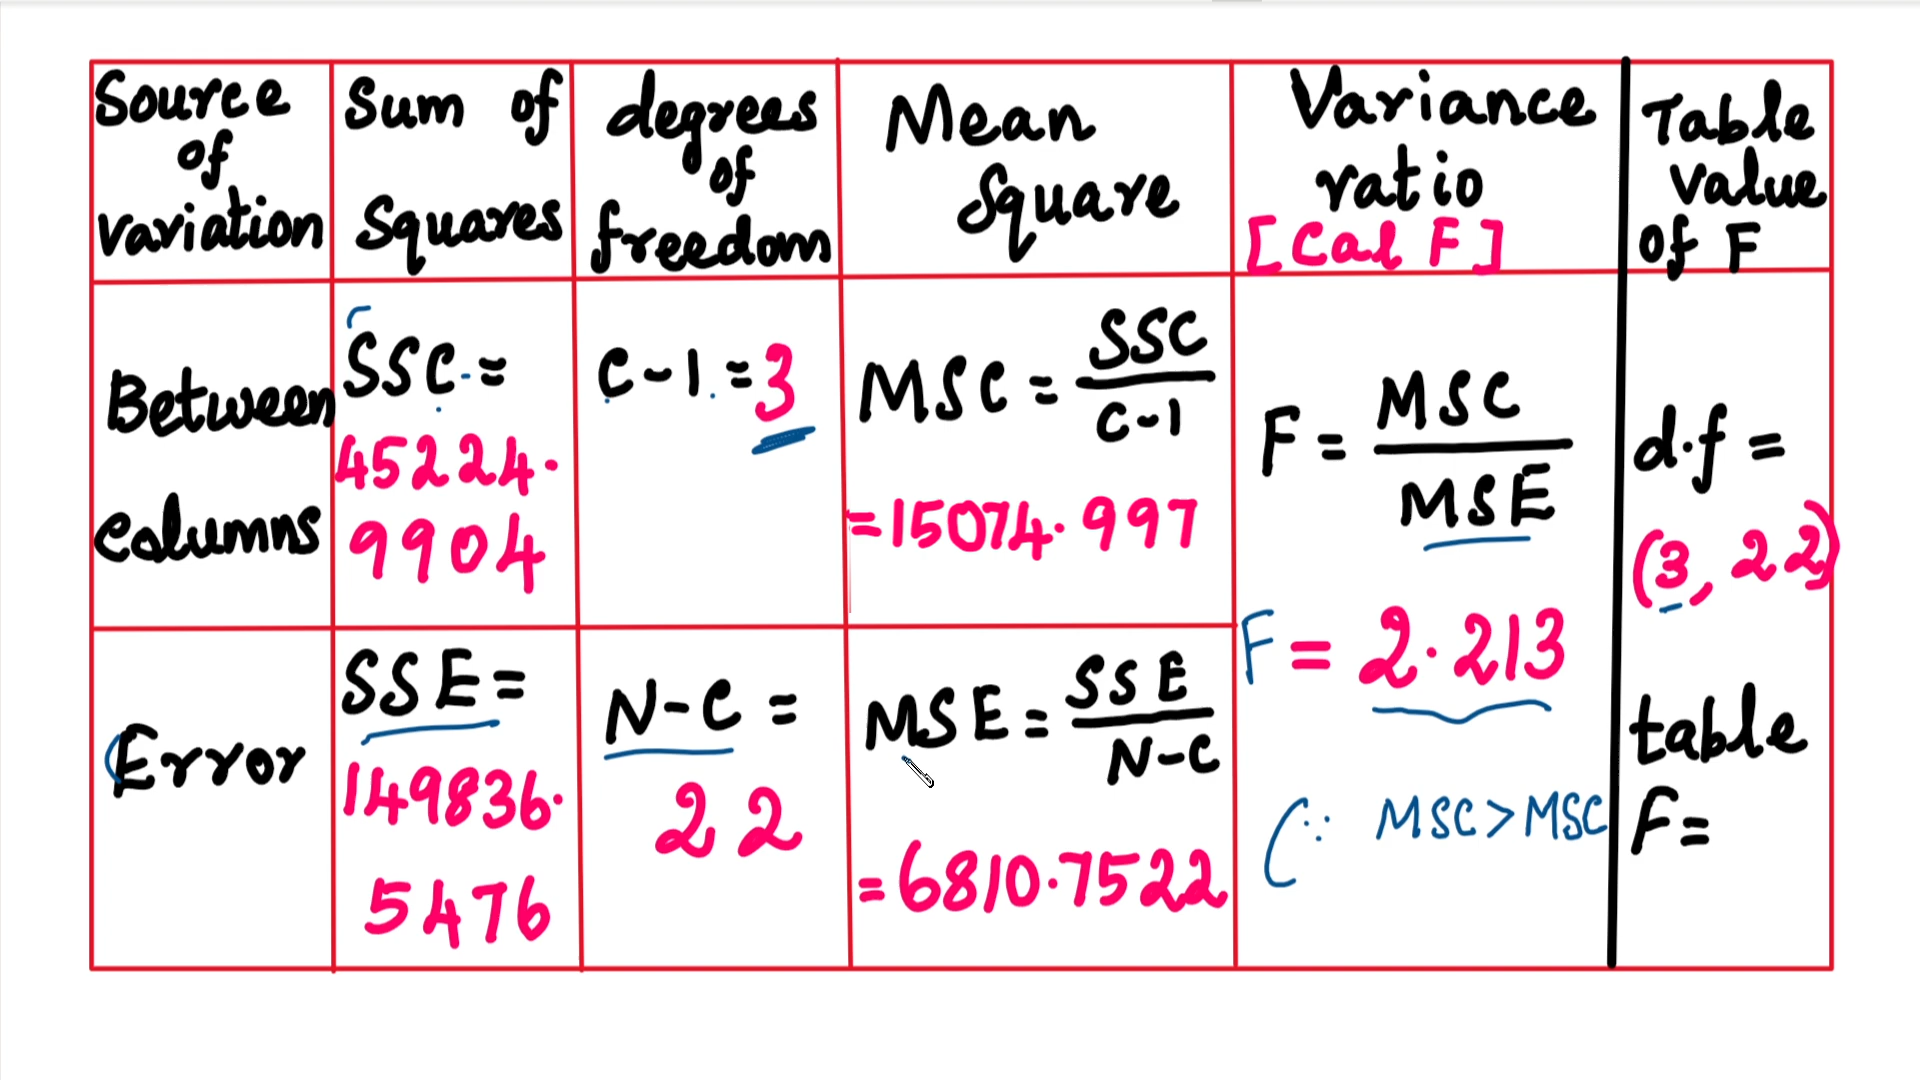 Source
of
variation
Sum of
Squares
degrees
of
freedom
Mean
Square
Variance
ratio
[Cal F]
Table
Value
of F
Between
Columns
SSC =
45224.
9904
C-1 = 3
MSC = SSC
C-1
=15074.997
F = MSC
MSE
F = 2.213
(∵ MSC > MSC
d.f =
(3, 22)
table
F =
Error
SSE =
149836.
5476
N-C =
22
MSE = SSE
N-C
=6810.7522